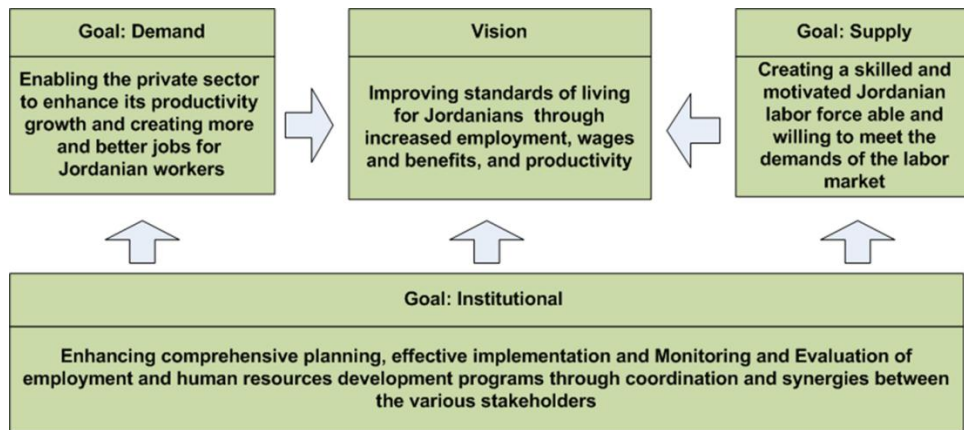 Goal: Demand
Enabling the private sector
to enhance its productivity
growth and creating more
and better jobs for
Jordanian workers
Vision
Improving standards of living
for Jordanians through
increased employment, wages
and benefits, and productivity
Goal: Supply
Creating a skilled and
motivated Jordanian
labor force able and
willing to meet the
demands of the labor
market
Goal: Institutional
Enhancing comprehensive planning, effective implementation and Monitoring and Evaluation of
employment and human resources development programs through coordination and synergies between
the various stakeholders